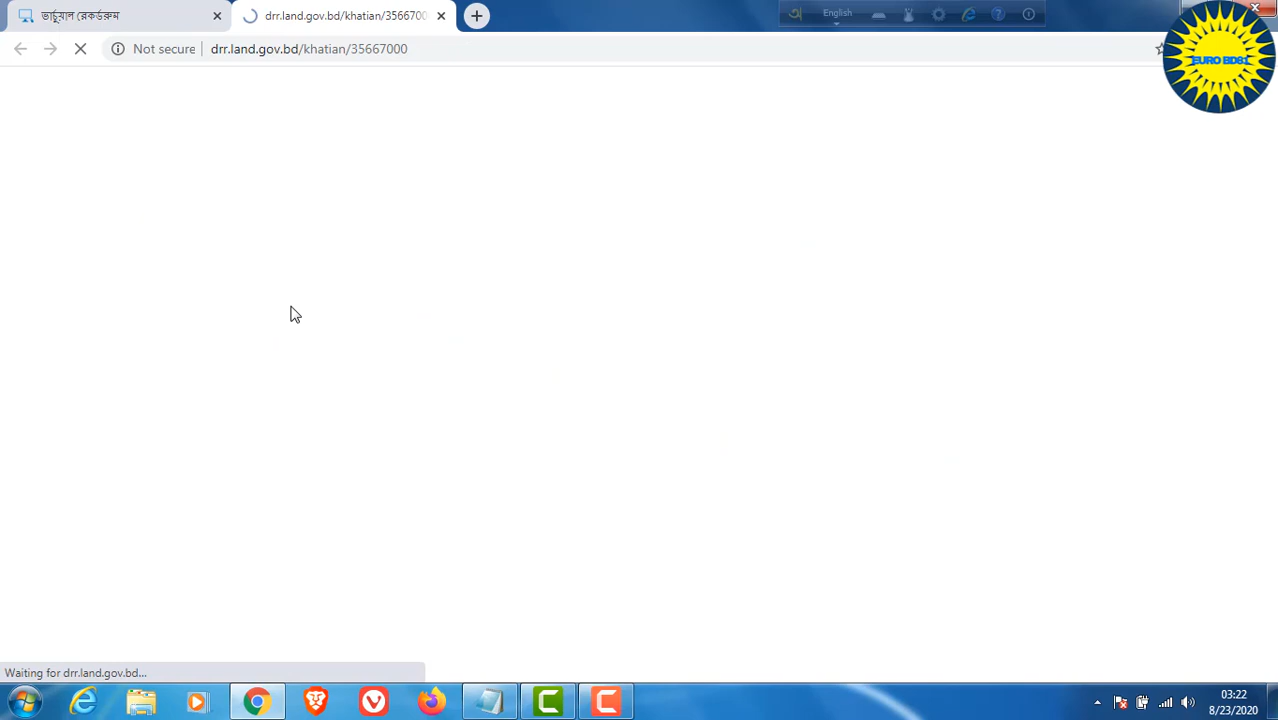 ভার্চুয়াল রেকর্ডরুম
drr.land.gov.bd/khatian/35667000
English
Not secure
drr.land.gov.bd/khatian/35667000
EURO BD81
Waiting for drr.land.gov.bd...
03:22
8/23/2020